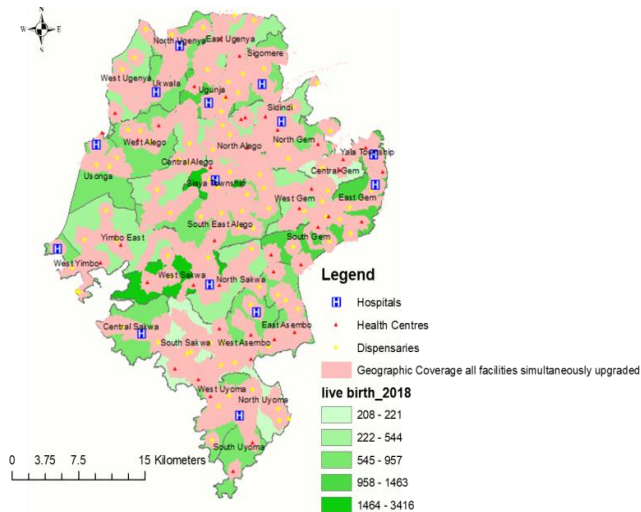 N
W E
S
North Ugenya
East Ugenya
Sigomere
West Ugenya
Ukwala
Ugunja
Sidindi
West Alego
North Alego
North Gem
Yala Township
Central Alego
Central Gem
Usonga
Siaya Township
West Gem
East Gem
South East Alego
South Gem
Yimbo East
West Yimbo
West Sakwa
North Sakwa
Central Sakwa
East Asembo
South Sakwa
West Asembo
West Uyoma
North Uyoma
South Uyoma
0 3.75 7.5 15 Kilometers
Legend
H Hospitals
Health Centres
Dispensaries
Geographic Coverage all facilities simultaneously upgraded
live birth_2018
208 - 221
222 - 544
545 - 957
958 - 1463
1464 - 3416